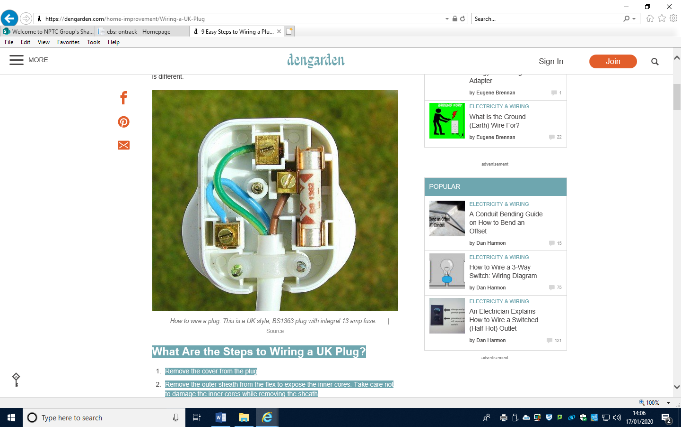 https://dengarden.com/home-improvement/Wiring-a-UK-Plug
Search...
Welcome to NPTC Group's Sha...
Homepage
9 Easy Steps to Wiring a Plu...
File Edit View Favorites Tools Help
MORE
dengarden
Sign In
Join
is different.
How to wire a plug. This is a UK style, BS1363 plug with integral 13 amp fuse. |
Source
What Are the Steps to Wiring a UK Plug?
1. Remove the cover from the plug
2. Remove the outer sheath from the flex to expose the inner cores. Take care not
to damage the inner cores while removing the sheath
Adapter
by Eugene Brennan
1
ELECTRICITY & WIRING
What Is the Ground
(Earth) Wire For?
by Eugene Brennan
advertisement
POPULAR
ELECTRICITY & WIRING
A Conduit Bending Guide
on How to Bend an
Offset
by Dan Harmon
ELECTRICITY & WIRING
How to Wire a 3-Way
Switch: Wiring Diagram
by Dan Harmon
ELECTRICITY & WIRING
An Electrician Explains
How to Wire a Switched
(Half Hot) Outlet
by Dan Harmon
advertisement
100%
Type here to search
14:06
17/01/2020
2